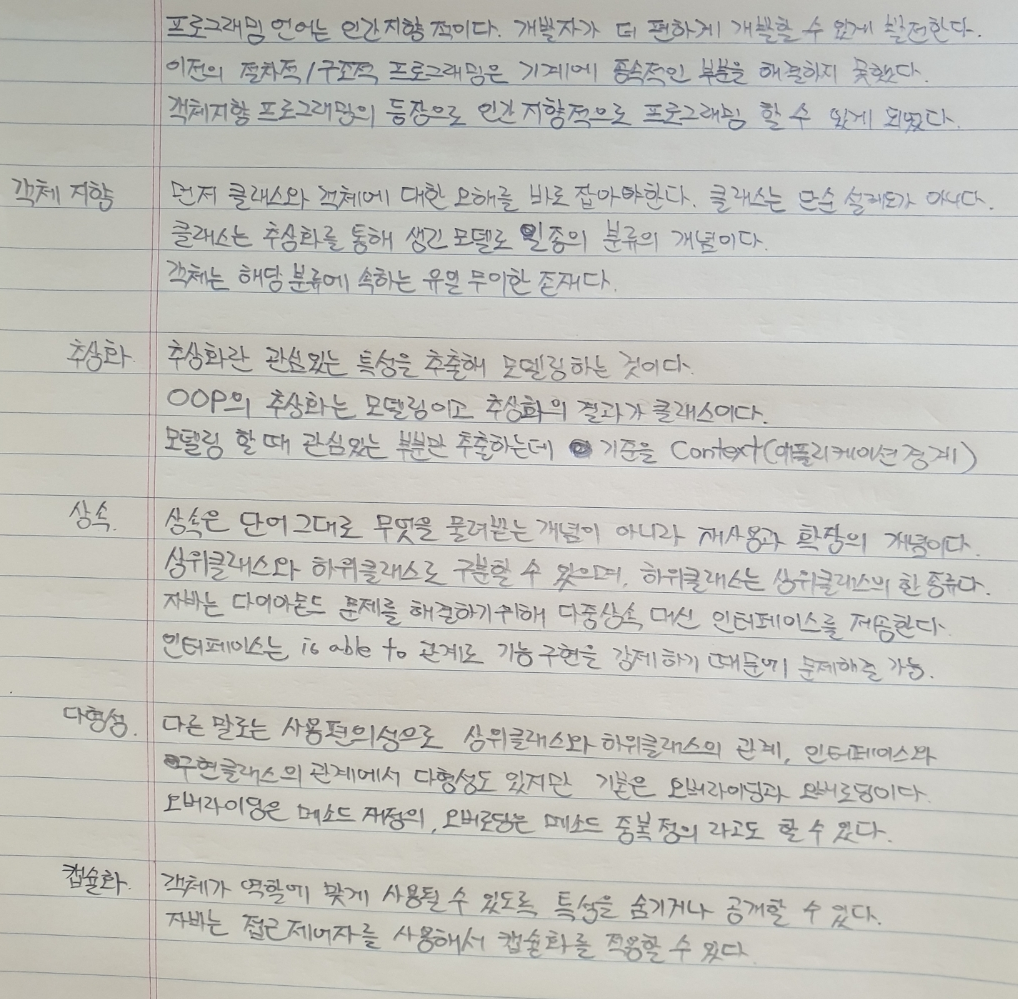 프로그래밍 언어는 인간지향적이다. 개발자가 더 편하게 개발할 수 있게 발전한다.
이전의 절차적/구조적 프로그래밍은 기계에 종속적인 부분을 해결하지 못했다.
객체지향 프로그래밍의 등장으로 인간지향적으로 프로그래밍 할 수 있게 되었다.
객체 지향 먼저 클래스와 객체에 대한 오해를 바로 잡아야한다. 클래스는 단순 설계도가 아니다.
클래스는 추상화를 통해 생긴 모델로 일종의 분류의 개념이다.
객체는 해당 분류에 속하는 유일무이한 존재다.
추상화 추상화란 관심있는 특성을 추출해 모델링하는 것이다.
OOP의 추상화는 모델링이고 추상화의 결과가 클래스이다.
모델링 할 때 관심있는 부분만 추출하는데 기준을 Context(애플리케이션 경계)
상속. 상속은 단어 그대로 무엇을 물려받는 개념이 아니라 재사용과 확장의 개념이다.
상위클래스와 하위클래스로 구분할 수 있으며, 하위클래스는 상위클래스의 한 종류다.
자바는 다이아몬드 문제를 해결하기 위해 다중상속 대신 인터페이스를 제공한다.
인터페이스는 is able to 관계로 기능구현을 강제하기 때문에 문제해결 가능.
다형성. 다른 말로는 사용편의성으로 상위클래스와 하위클래스의 관계, 인터페이스와
구현클래스의 관계에서 다형성도 있지만 기본은 오버라이딩과 오버로딩이다.
오버라이딩은 메소드 재정의, 오버로딩은 메소드 중복정의 라고도 할 수 있다.
캡슐화. 객체가 역할에 맞게 사용될 수 있도록 특성을 숨기거나 공개할 수 있다.
자바는 접근제어자를 사용해서 캡슐화를 적용할 수 있다.